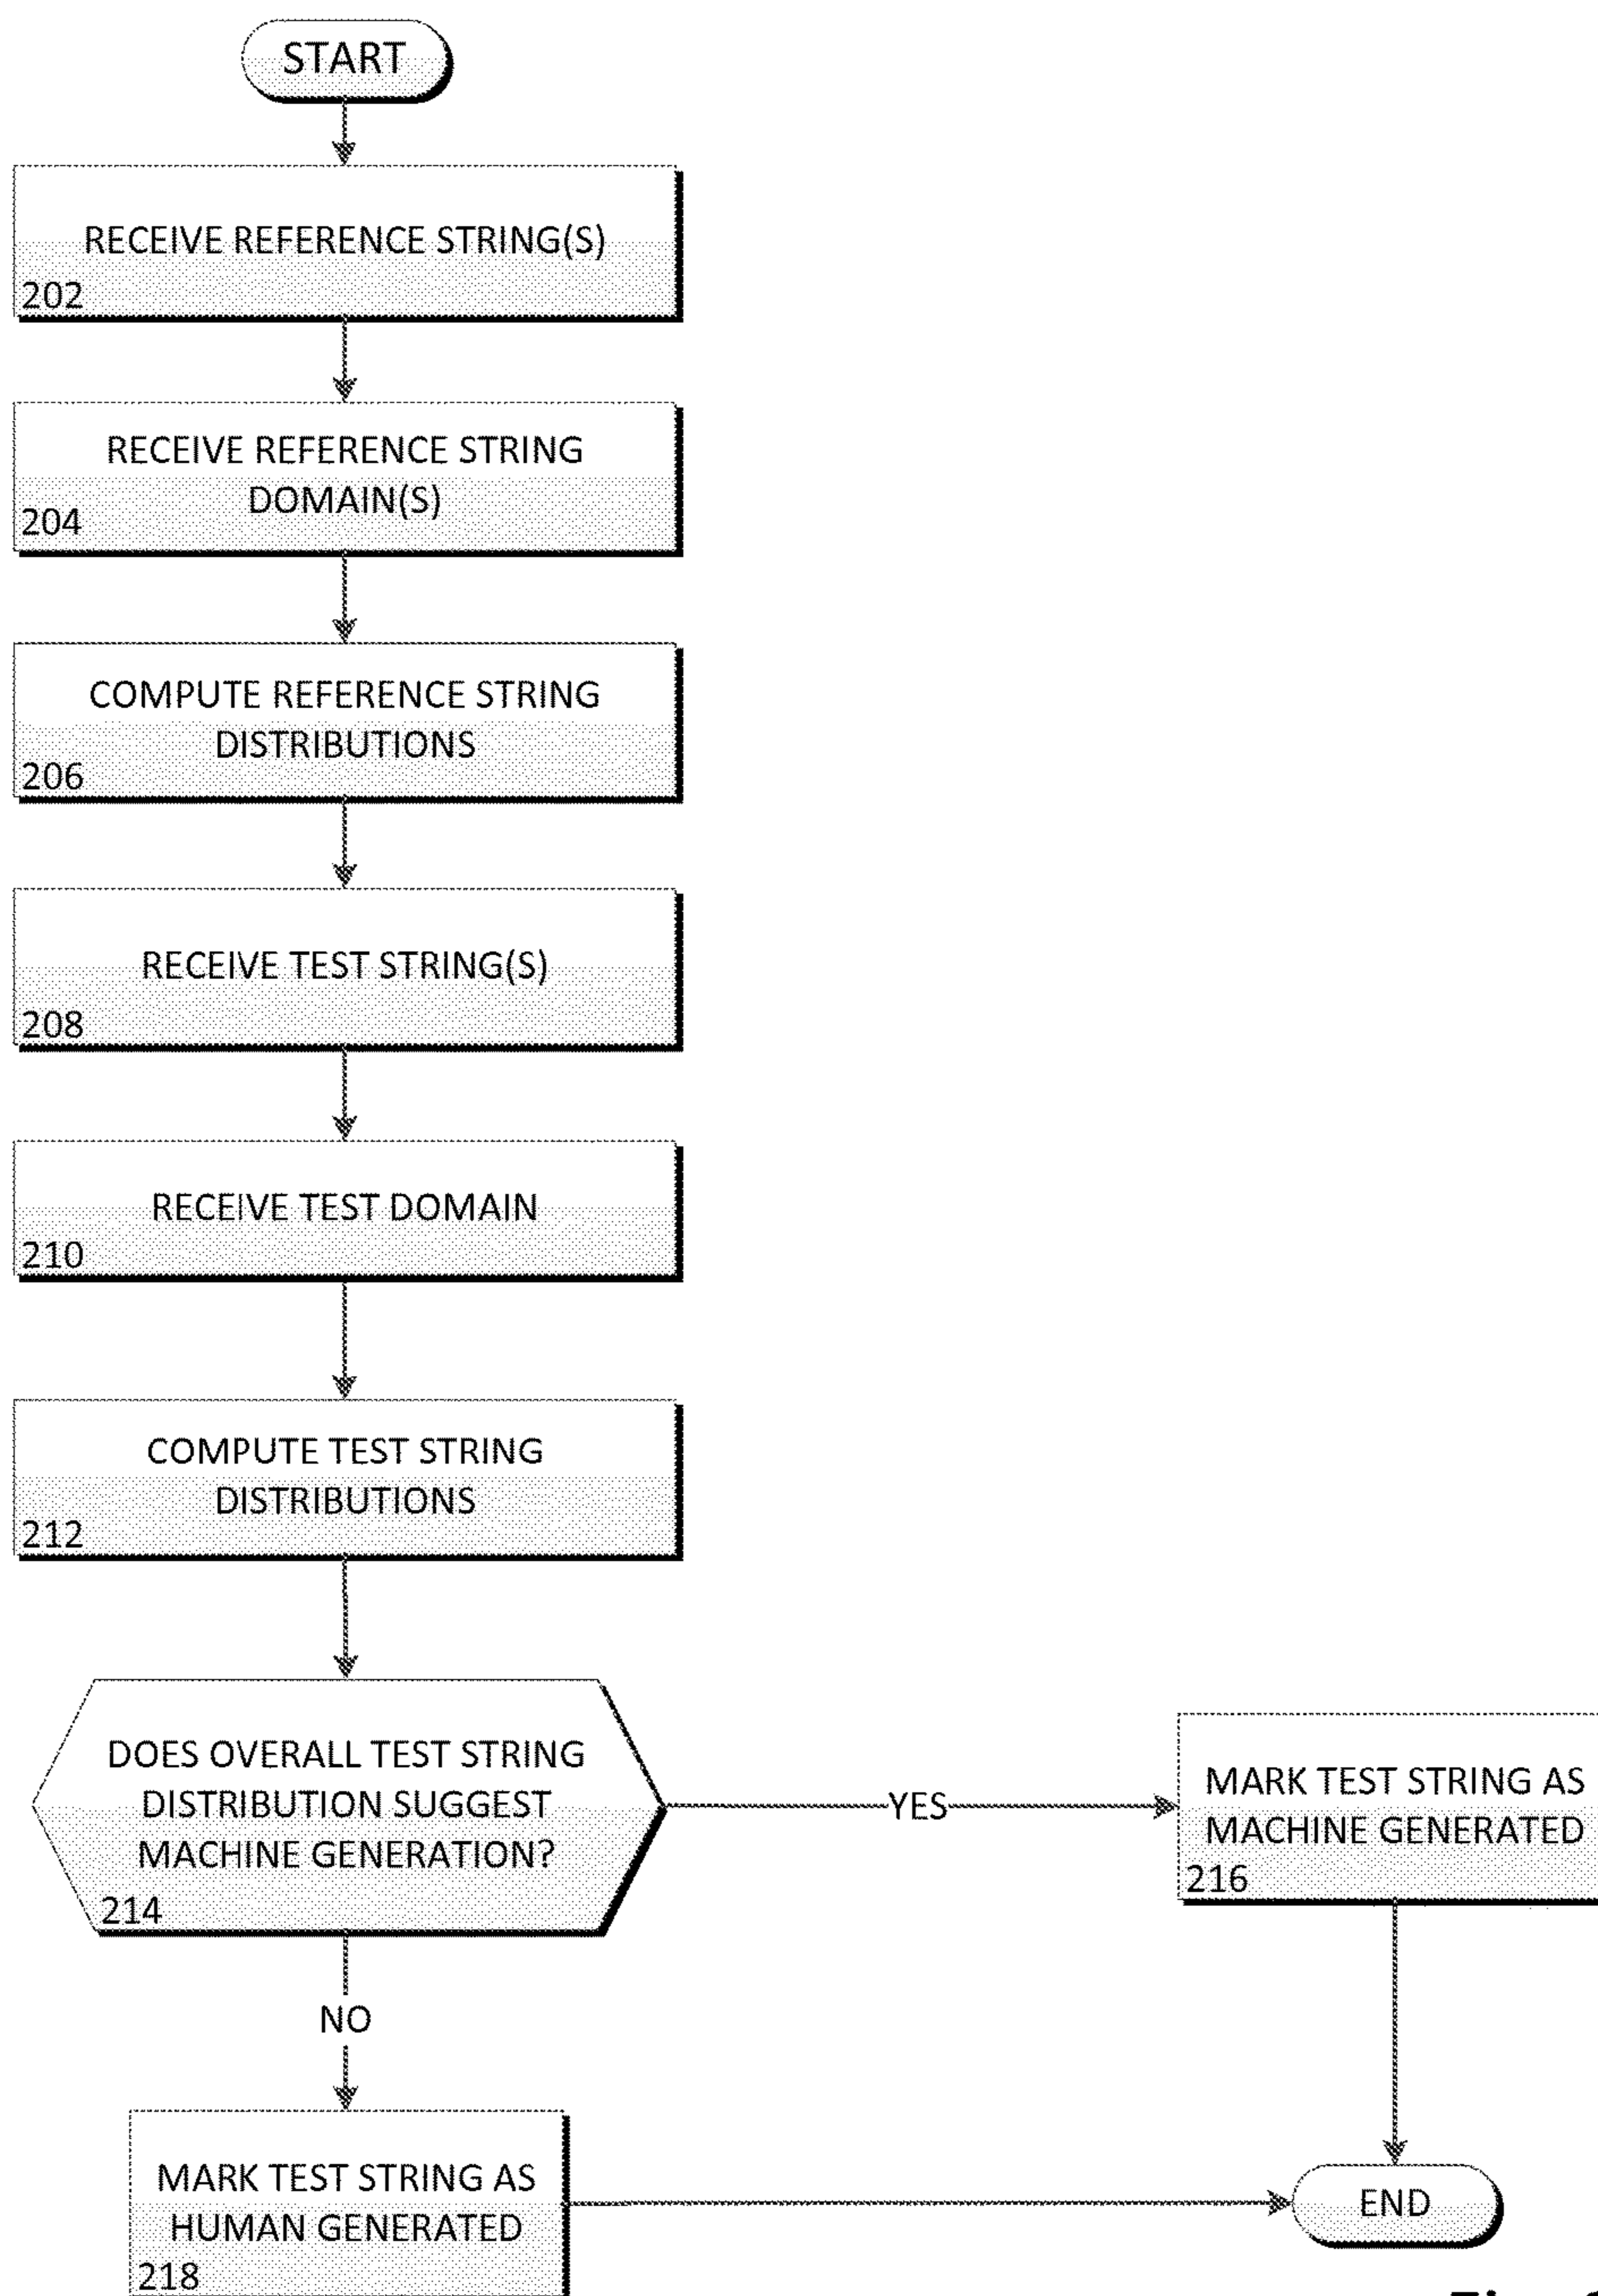 START
RECEIVE REFERENCE STRING(S)
202
RECEIVE REFERENCE STRING
DOMAIN(S)
204
COMPUTE REFERENCE STRING
DISTRIBUTIONS
206
RECEIVE TEST STRING(S)
208
RECEIVE TEST DOMAIN
210
COMPUTE TEST STRING
DISTRIBUTIONS
212
DOES OVERALL TEST STRING
DISTRIBUTION SUGGEST
MACHINE GENERATION?
214
YES
MARK TEST STRING AS
MACHINE GENERATED
216
NO
MARK TEST STRING AS
HUMAN GENERATED
218
END